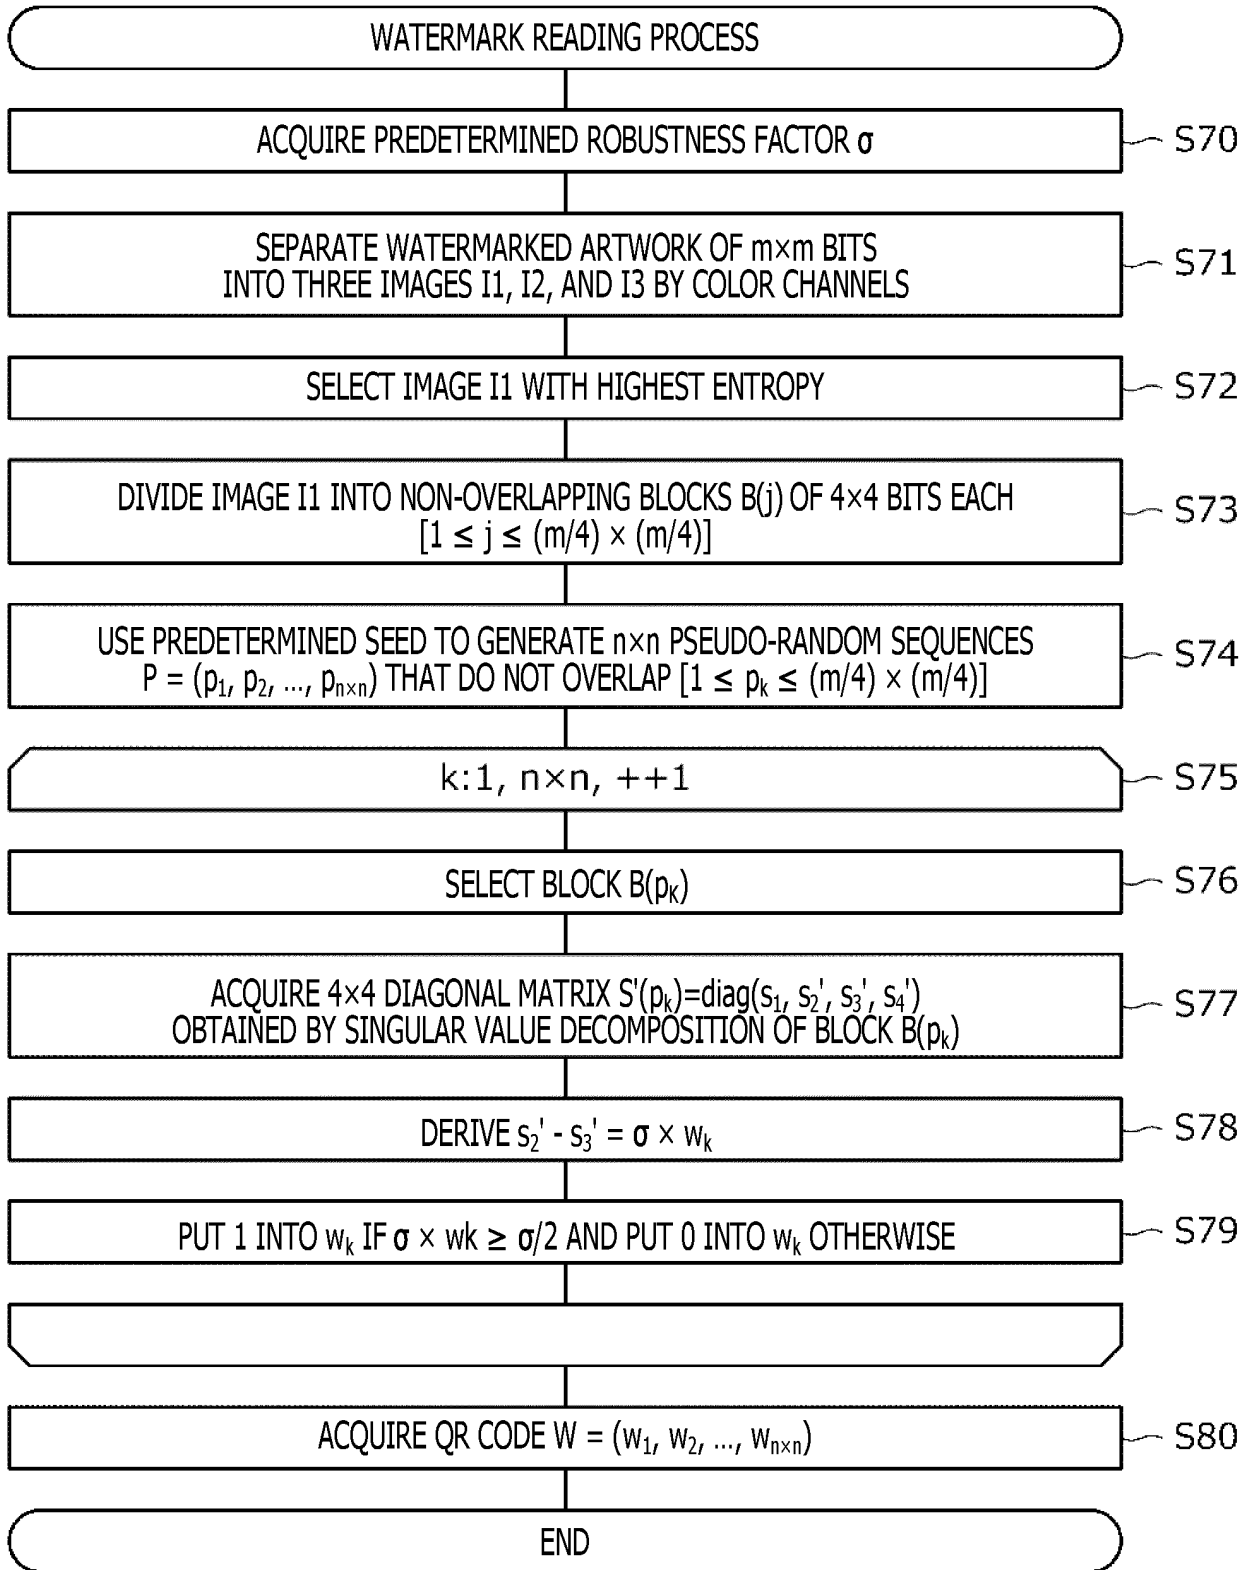 WATERMARK READING PROCESS
ACQUIRE PREDETERMINED ROBUSTNESS FACTOR σ
S70
SEPARATE WATERMARKED ARTWORK OF m×m BITS
INTO THREE IMAGES I1, I2, AND I3 BY COLOR CHANNELS
S71
SELECT IMAGE I1 WITH HIGHEST ENTROPY
S72
DIVIDE IMAGE I1 INTO NON-OVERLAPPING BLOCKS B(j) OF 4×4 BITS EACH
[1 ≤ j ≤ (m/4) × (m/4)]
S73
USE PREDETERMINED SEED TO GENERATE n×n PSEUDO-RANDOM SEQUENCES
P = (p₁, p₂, ..., pₙ×ₙ) THAT DO NOT OVERLAP [1 ≤ pₖ ≤ (m/4) × (m/4)]
S74
k:1, n×n, ++1
S75
SELECT BLOCK B(p_K)
S76
ACQUIRE 4×4 DIAGONAL MATRIX S'(pₖ)=diag(s₁, s₂', s₃', s₄')
OBTAINED BY SINGULAR VALUE DECOMPOSITION OF BLOCK B(pₖ)
S77
DERIVE s₂' - s₃' = σ × wₖ
S78
PUT 1 INTO wₖ IF σ × wk ≥ σ/2 AND PUT 0 INTO wₖ OTHERWISE
S79
ACQUIRE QR CODE W = (w₁, w₂, ..., wₙ×ₙ)
S80
END